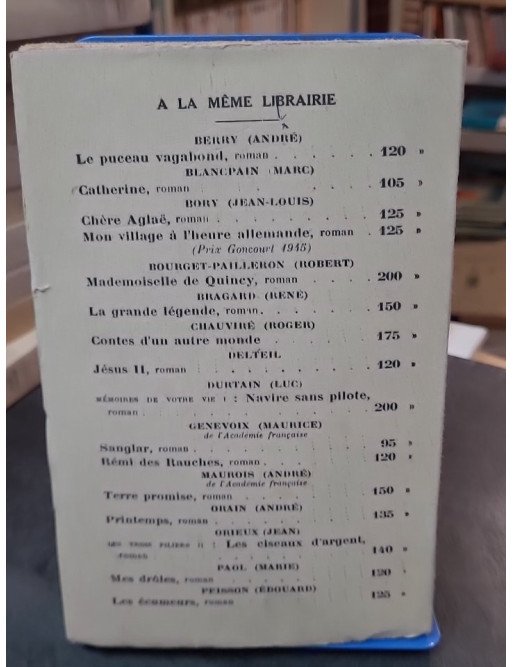 A LA MÊME LIBRAIRIE
BERRY (ANDRÉ)
Le puceau vagabond, roman . . . . . . 120 »
BLANCPAIN (MARC)
Catherine, roman . . . . 105 »
BORY (JEAN-LOUIS)
Chère Aglaé, roman . . . . . . . . 125 »
Mon village à l'heure allemande, roman . 125 »
(Prix Goncourt 1945)
BOURGET-PAILLERON (ROBERT)
Mademoiselle de Quincy, roman . . . . 200 »
BRAGARD (RENÉ)
La grande légende, roman . . . . . . 150 »
CHAUVIRÉ (ROGER)
Contes d'un autre monde . . . . . 175 »
DELTEIL
Jésus II, roman . . . . . . . . 120 »
DURTAIN (LUC)
MÉMOIRES DE VOTRE VIE I : Navire sans pilote,
roman . . . . . . . . . . 200 »
GENEVOIX (MAURICE)
de l'Académie française
Sanglar, roman . . . . . . . . 95 »
Rémi des Rauches, roman . . . . . . 120 »
MAUROIS (ANDRÉ)
de l'Académie française
Terre promise, roman . . . . . . 150 »
ORAIN (ANDRÉ)
Printemps, roman . . . . . . . 135 »
ORIEUX (JEAN)
LES TROIS PILIERS II : Les ciseaux d'argent,
roman . . . . . . . . . 140 »
PAOL (MARIE)
Mes drôles, roman . . . . . . . 120 »
PEISSON (ÉDOUARD)
Les écumeurs, roman 125 »